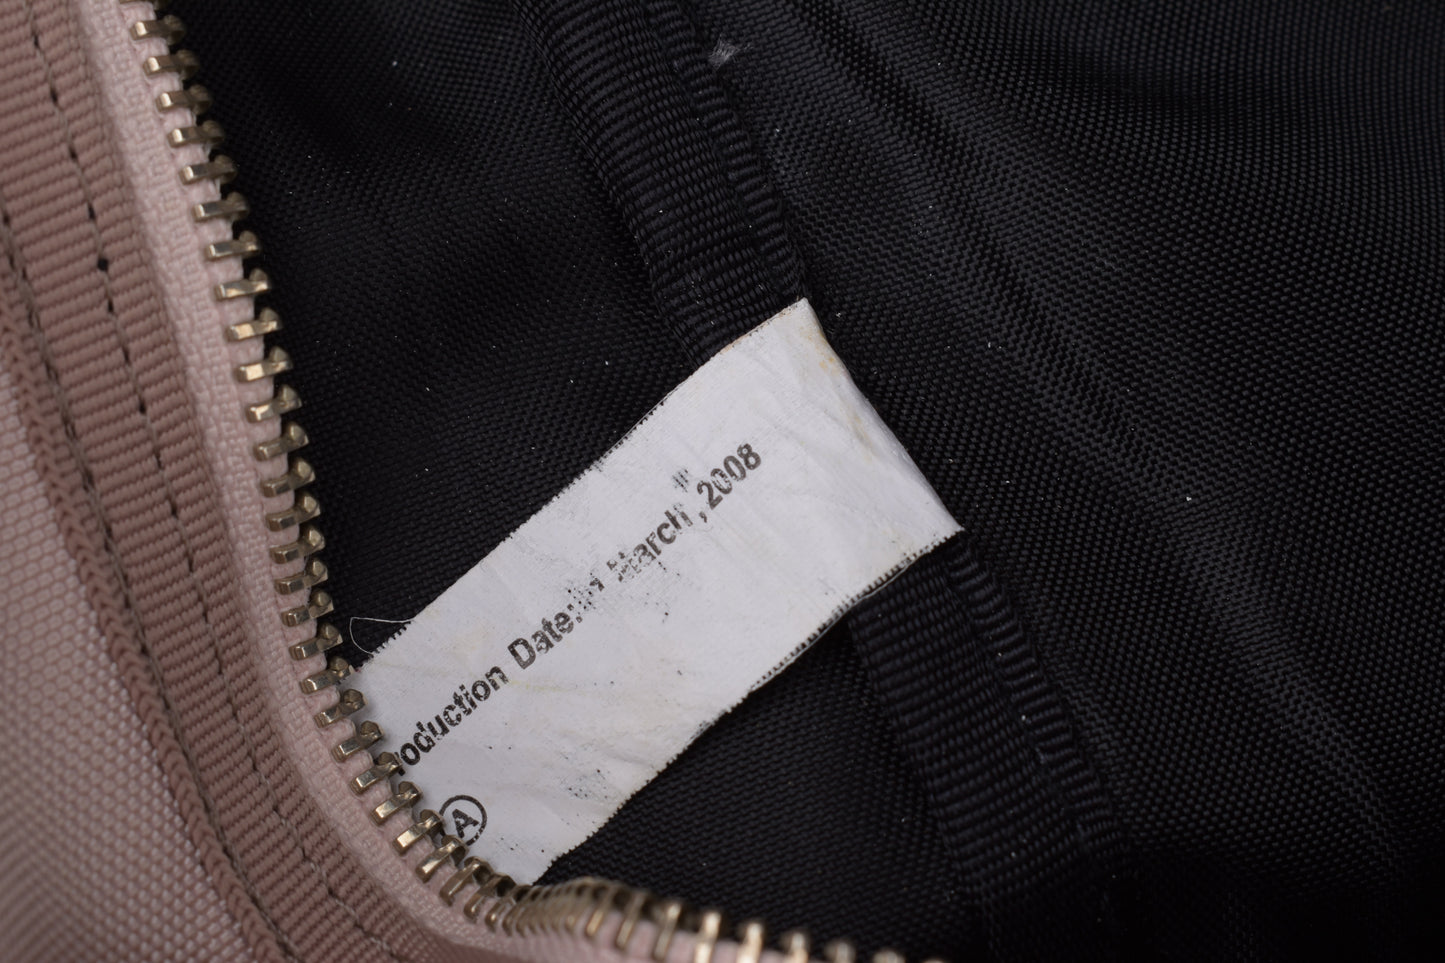 roduction Date: March, 2008
A